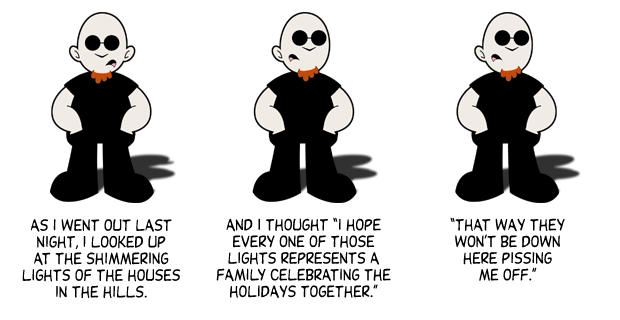 AS I WENT OUT LAST
NIGHT, I LOOKED UP
AT THE SHIMMERING
LIGHTS OF THE HOUSES
IN THE HILLS.
AND I THOUGHT "I HOPE
EVERY ONE OF THOSE
LIGHTS REPRESENTS A
FAMILY CELEBRATING THE
HOLIDAYS TOGETHER."
"THAT WAY THEY
WON'T BE DOWN
HERE PISSING
ME OFF."